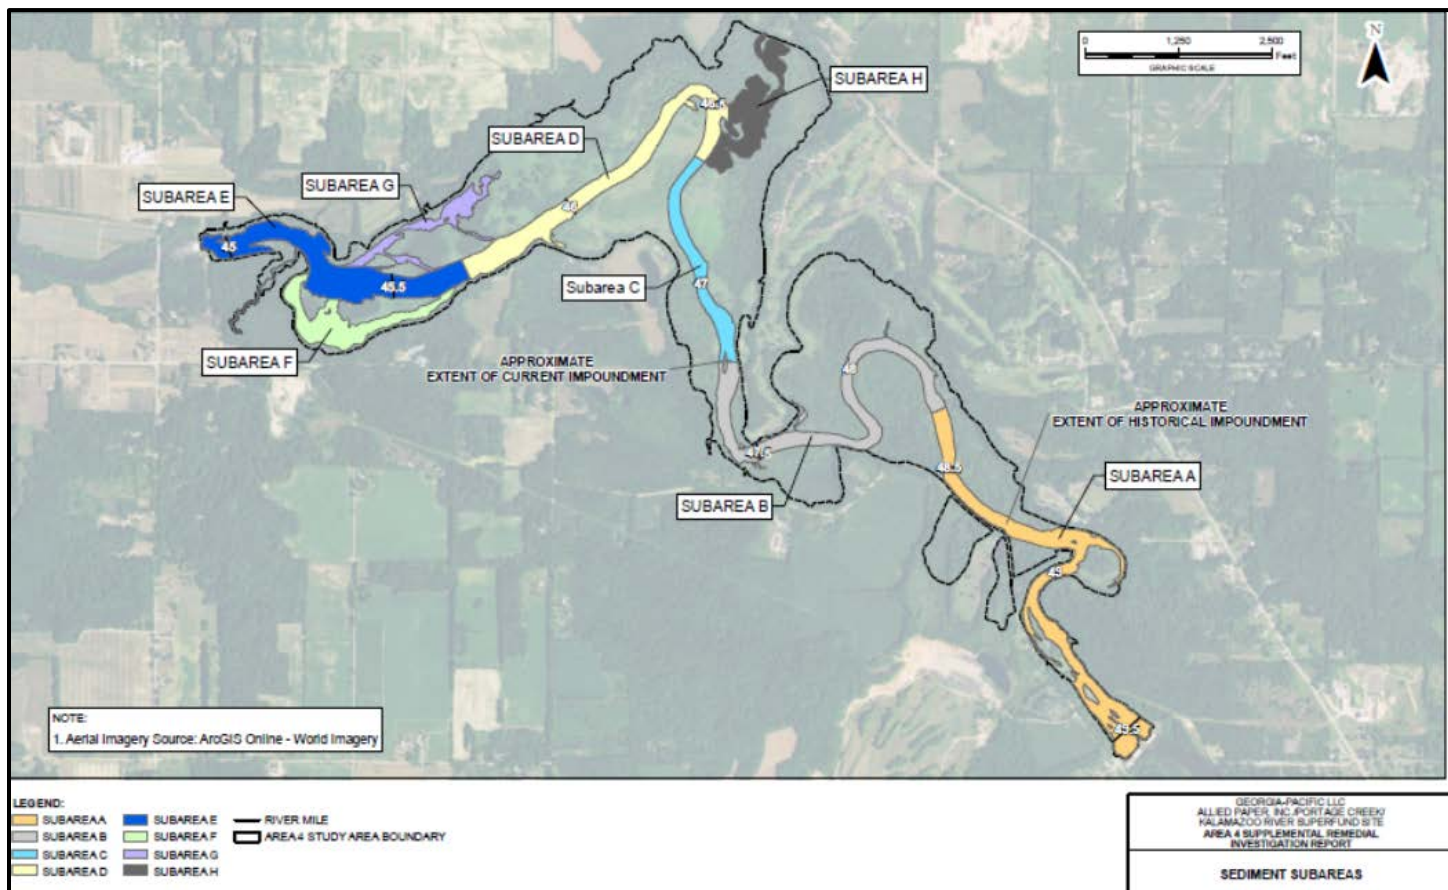 0 1,250 2,500
Feet
GRAPHIC SCALE
N
SUBAREA H
46.5
SUBAREA D
SUBAREA G
SUBAREA E
46
45
45.5
Subarea C
47
SUBAREA F
APPROXIMATE
EXTENT OF CURRENT IMPOUNDMENT
48
APPROXIMATE
EXTENT OF HISTORICAL IMPOUNDMENT
47.5
48.5
SUBAREA A
SUBAREA B
NOTE:
1. Aerial Imagery Source: ArcGIS Online - World Imagery
LEGEND:
SUBAREA A SUBAREA E RIVER MILE
SUBAREA B SUBAREA F AREA 4 STUDY AREA BOUNDARY
SUBAREA C SUBAREA G
SUBAREA D SUBAREA H
GEORGIA-PACIFIC LLC
ALLIED PAPER, INC./PORTAGE CREEK/
KALAMAZOO RIVER SUPERFUND SITE
AREA 4 SUPPLEMENTAL REMEDIAL
INVESTIGATION REPORT
SEDIMENT SUBAREAS